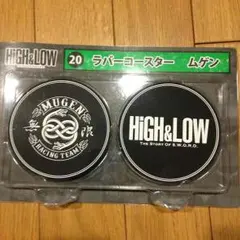 HiGH&LOW
20 ラバーコースター ムゲン
MUGEN
無 限
RACING TEAM
HiGH&LOW
THE STORY OF S.W.O.R.D.